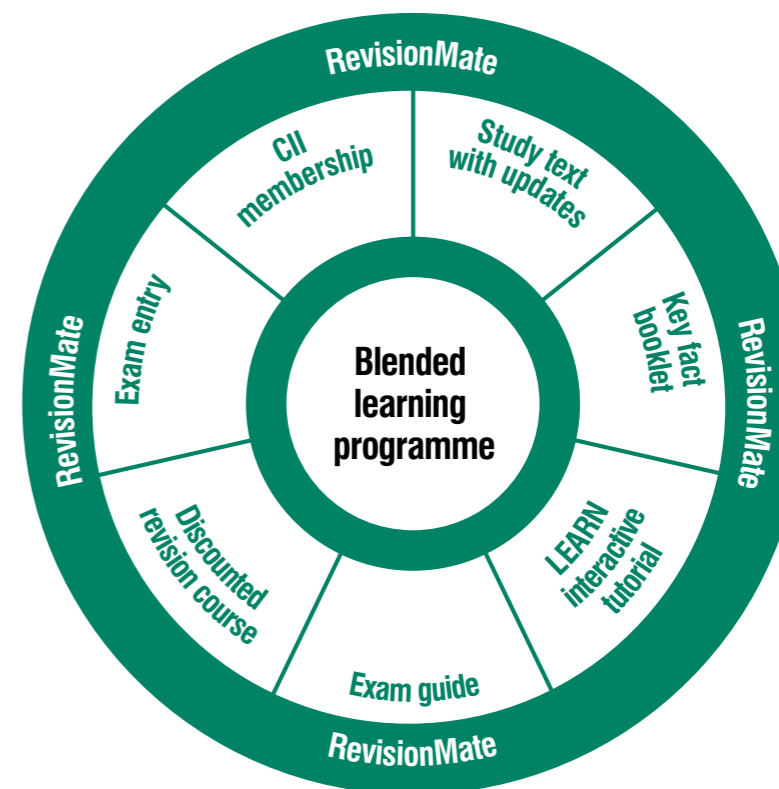 RevisionMate
CII
membership
Study text
with updates
Exam entry
Key fact
booklet
RevisionMate
RevisionMate
Blended
learning
programme
Discounted
revision course
LEARN
interactive
tutorial
Exam guide
RevisionMate